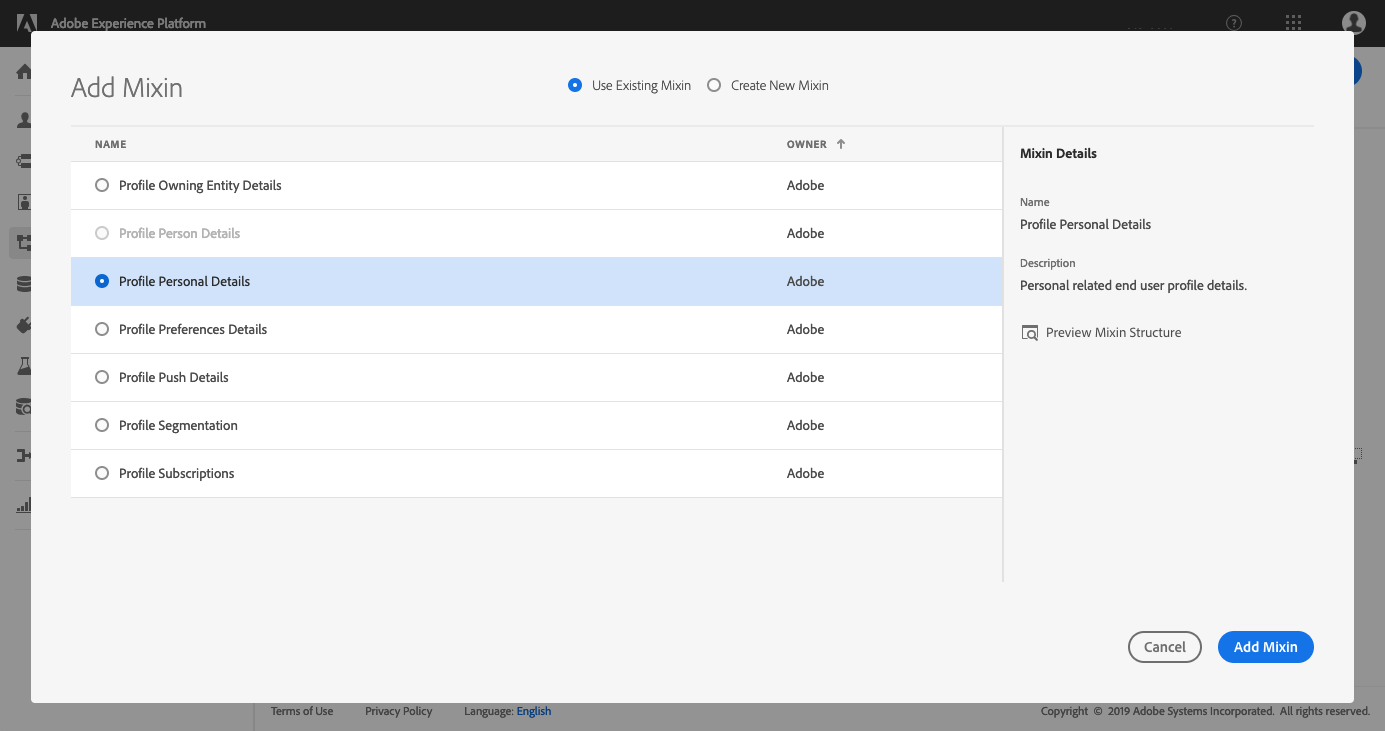 Adobe Experience Platform
Add Mixin
Use Existing Mixin
Create New Mixin
NAME
OWNER
Profile Owning Entity Details
Adobe
Profile Person Details
Adobe
Profile Personal Details
Adobe
Profile Preferences Details
Adobe
Profile Push Details
Adobe
Profile Segmentation
Adobe
Profile Subscriptions
Adobe
Mixin Details
Name
Profile Personal Details
Description
Personal related end user profile details.
Preview Mixin Structure
Cancel
Add Mixin
Terms of Use
Privacy Policy
Language: English
Copyright © 2019 Adobe Systems Incorporated. All rights reserved.